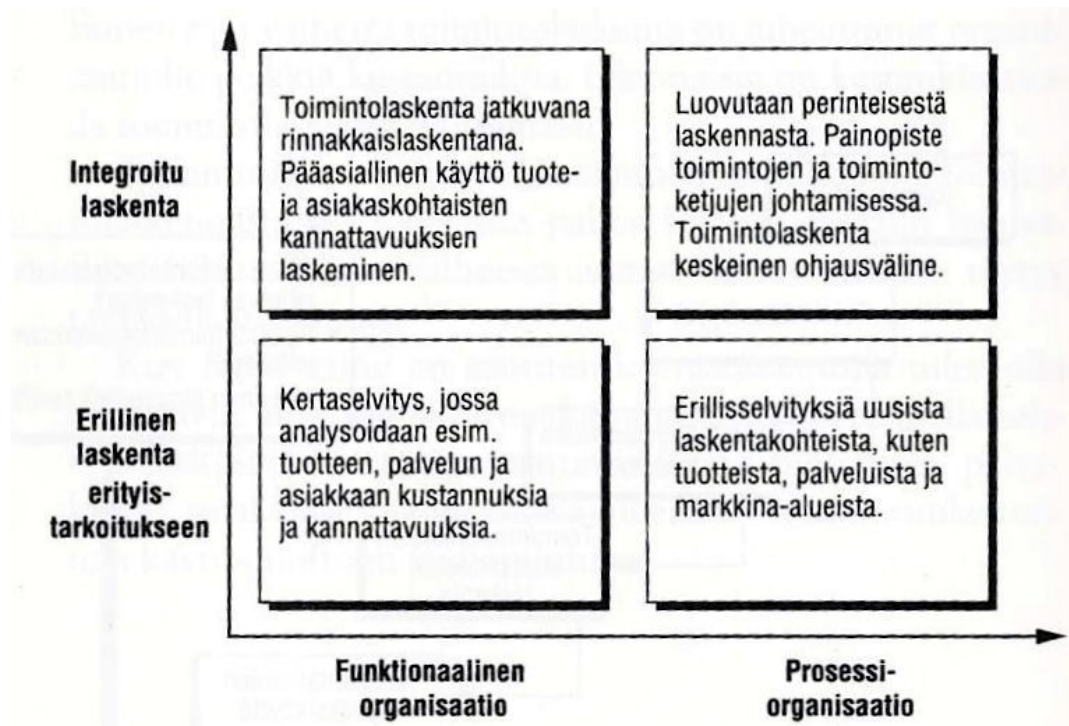 Integroitu
laskenta
Toimintolaskenta jatkuvana
rinnakkaislaskentana.
Pääasiallinen käyttö tuote-
ja asiakaskohtaisten
kannattavuuksien
laskeminen.
Luovutaan perinteisestä
laskennasta. Painopiste
toimintojen ja toiminto-
ketjujen johtamisessa.
Toimintolaskenta
keskeinen ohjausväline.
Erillinen
laskenta
erityis-
tarkoitukseen
Kertaselvitys, jossa
analysoidaan esim.
tuotteen, palvelun ja
asiakkaan kustannuksia
ja kannattavuuksia.
Erillisselvityksiä uusista
laskentakohteista, kuten
tuotteista, palveluista ja
markkina-alueista.
Funktionaalinen
organisaatio
Prosessi-
organisaatio